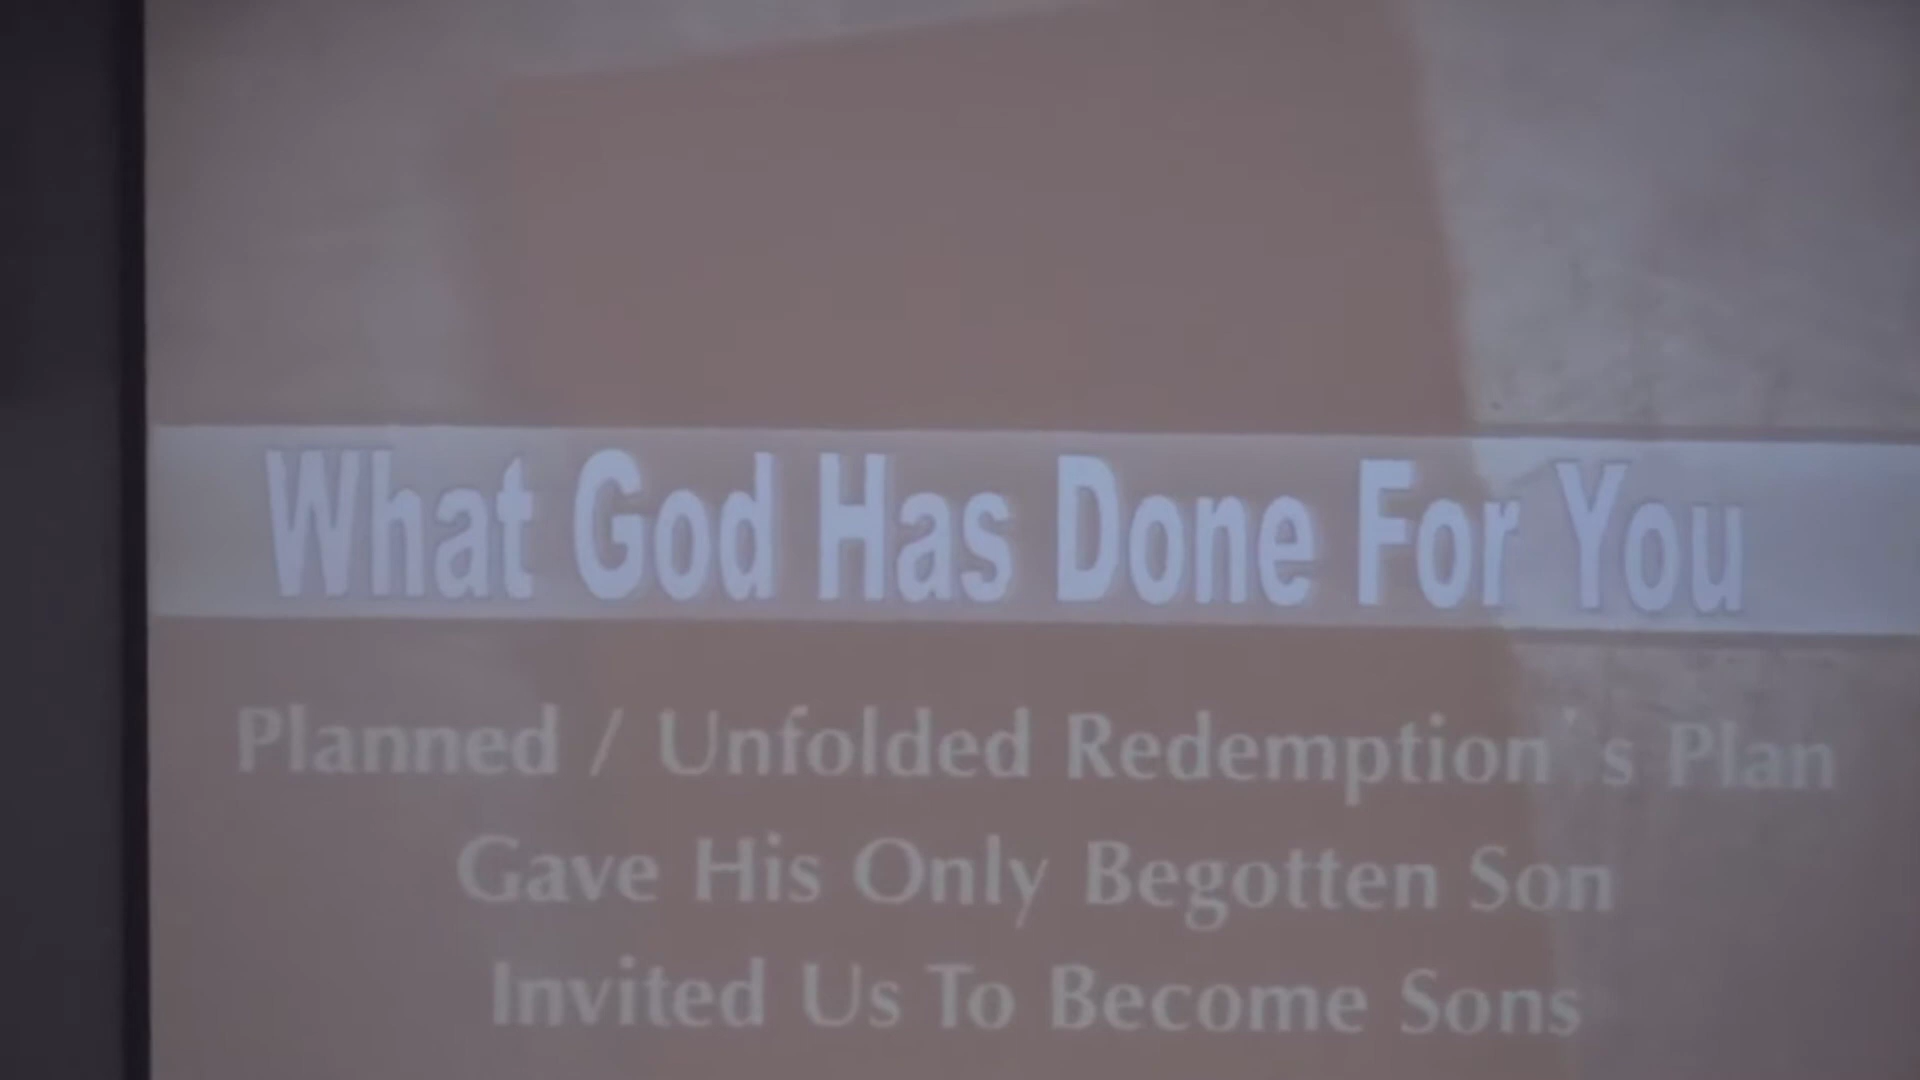 What God Has Done For You
Planned / Unfolded Redemption's Plan
Gave His Only Begotten Son
Invited Us To Become Sons